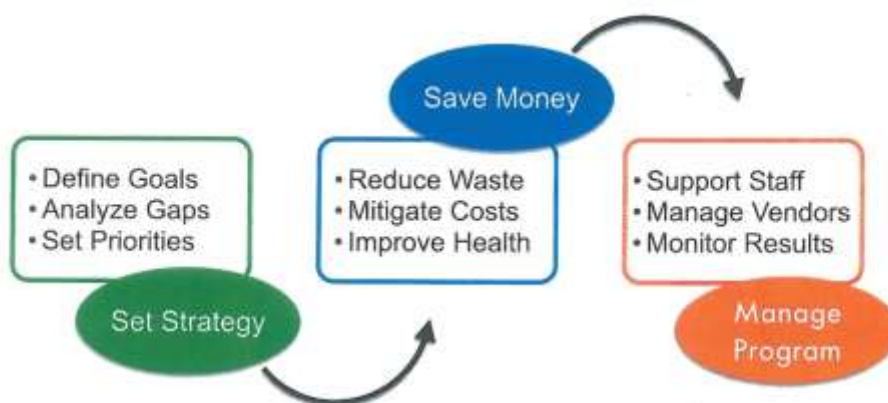 • Define Goals
• Analyze Gaps
• Set Priorities
Set Strategy
Save Money
• Reduce Waste
• Mitigate Costs
• Improve Health
• Support Staff
• Manage Vendors
• Monitor Results
Manage
Program